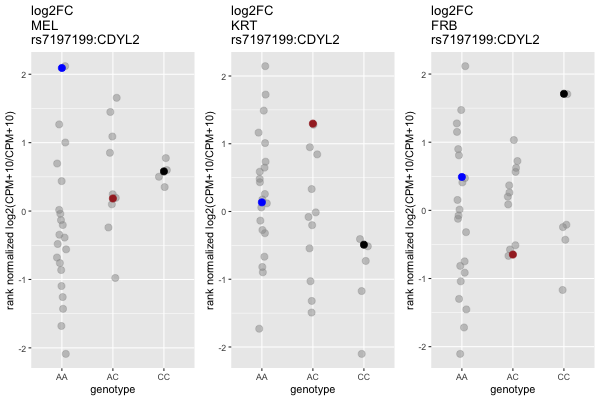 log2FC
MEL
rs7197199:CDYL2
rank normalized log2(CPM+10/CPM+10)
2
1
0
-1
-2
AA AC CC
genotype
log2FC
KRT
rs7197199:CDYL2
rank normalized log2(CPM+10/CPM+10)
2
1
0
-1
-2
AA AC CC
genotype
log2FC
FRB
rs7197199:CDYL2
rank normalized log2(CPM+10/CPM+10)
2
1
0
-1
-2
AA AC CC
genotype